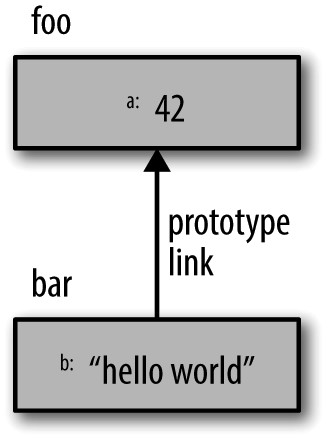 foo
a: 42
prototype
link
bar
b: “hello world”